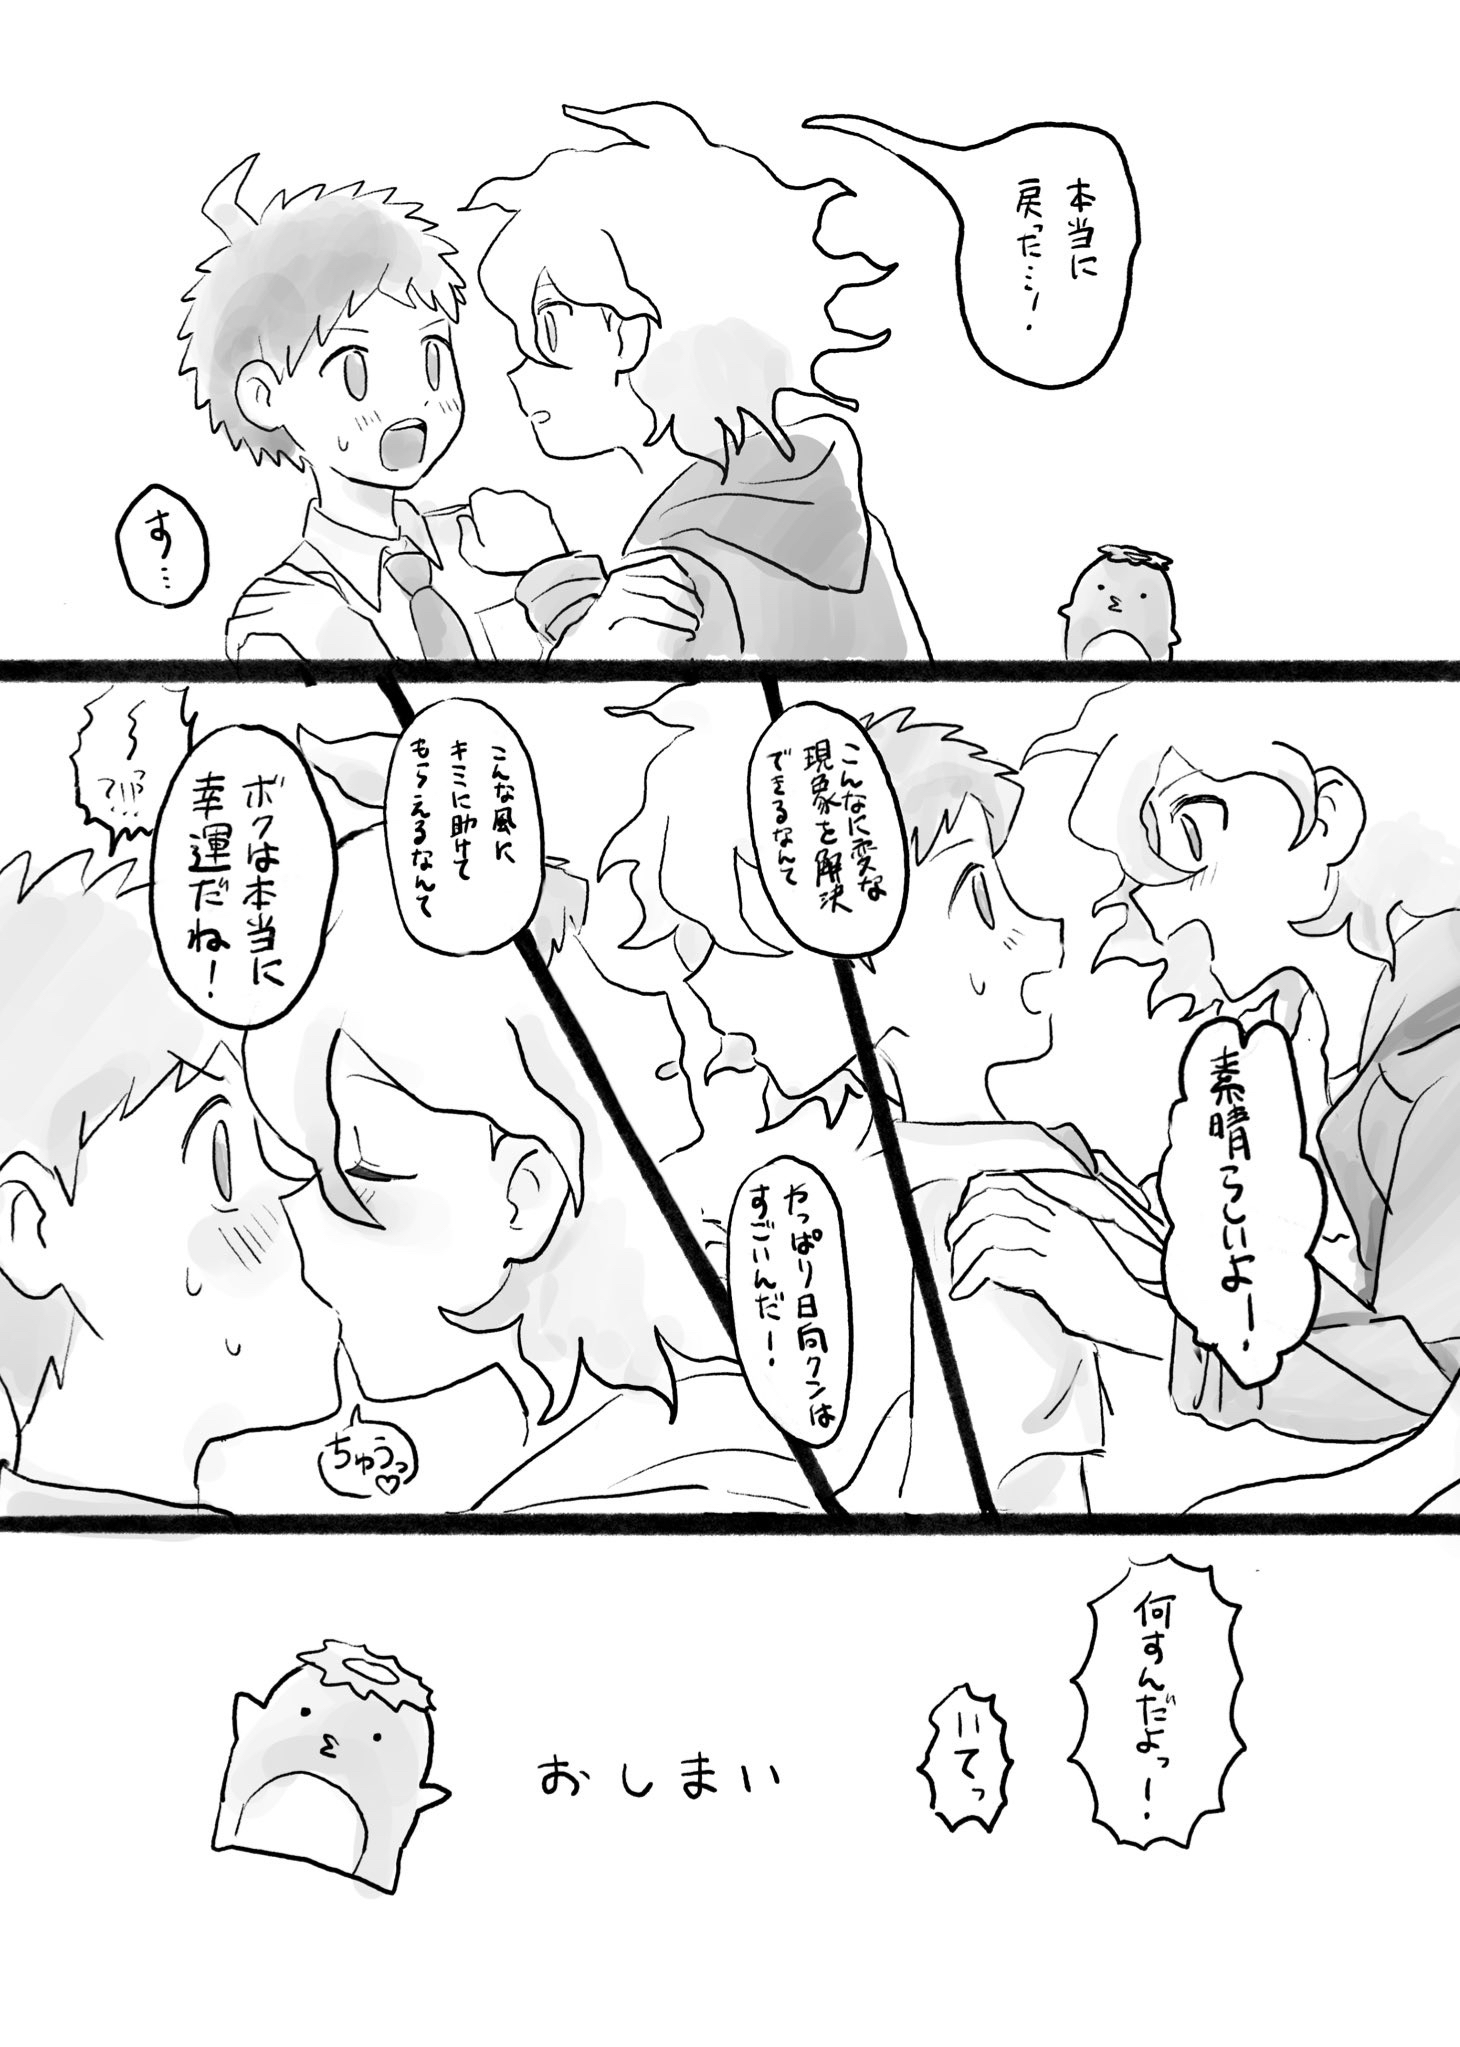 本当に
戻った…!
す…
素晴らしいよー!
こんなに変な
現象を解決
できるなんて
やっぱり日向クンは
すごいんだー!
こんな風に
キミに助けて
もらえるなんて
ボクは本当に
幸運だね!
ちゅうっ♡
何すんだよっー!
いてっ
おしまい